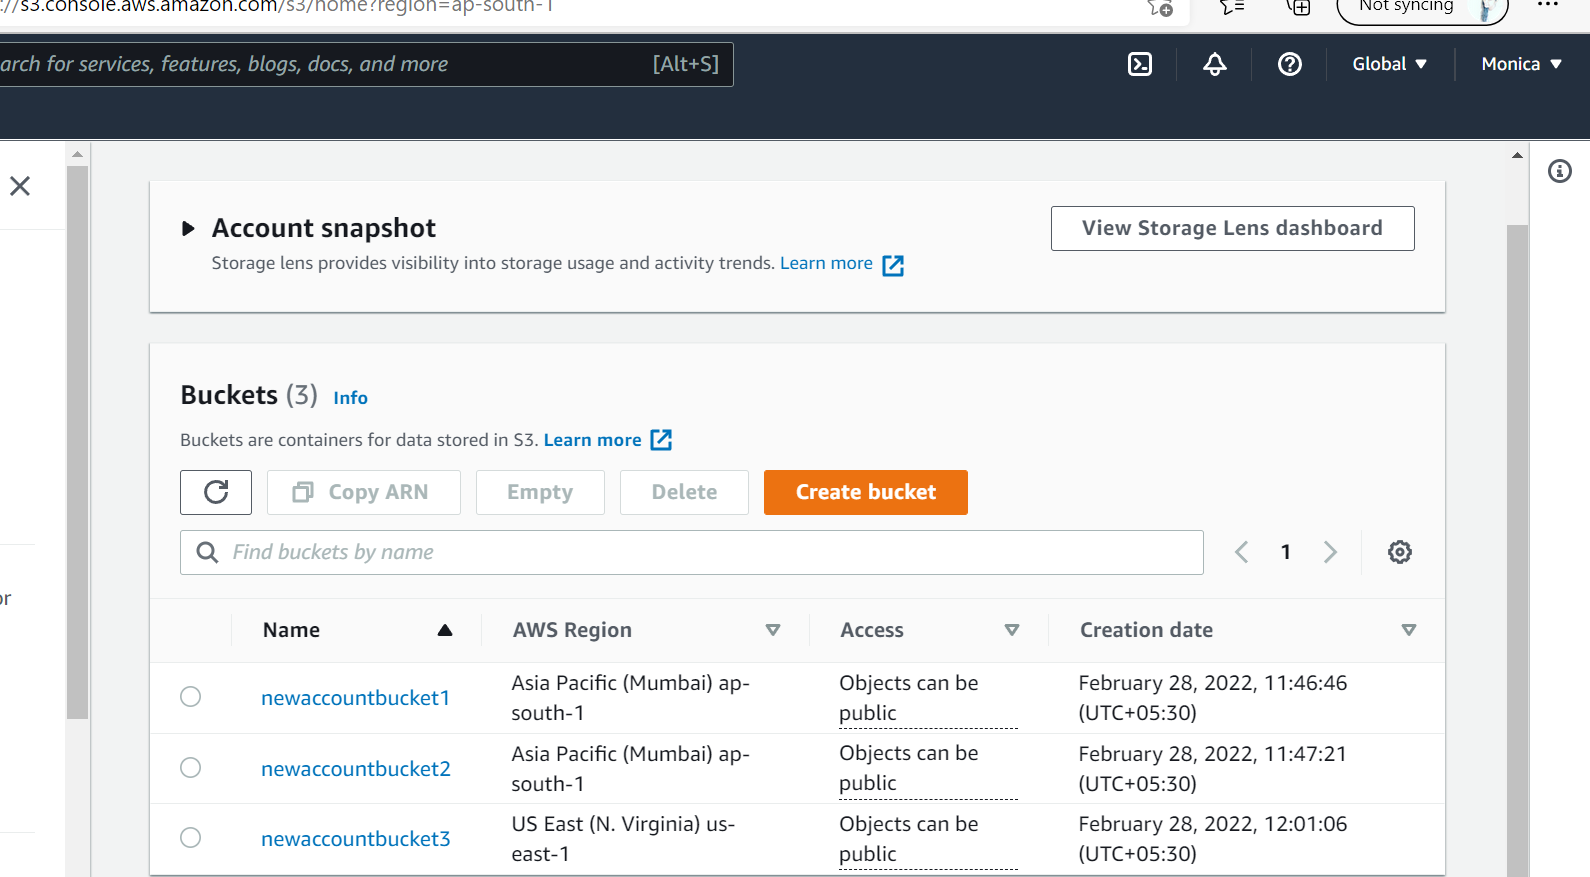 ://s3.console.aws.amazon.com/s3/home?region=ap-south-1
Not syncing
arch for services, features, blogs, docs, and more [Alt+S]
Global ▼ Monica ▼
Account snapshot
View Storage Lens dashboard
Storage lens provides visibility into storage usage and activity trends. Learn more
Buckets (3) Info
Buckets are containers for data stored in S3. Learn more
Copy ARN Empty Delete Create bucket
Find buckets by name
1
or
Name AWS Region Access Creation date
newaccountbucket1 Asia Pacific (Mumbai) ap-south-1 Objects can be public February 28, 2022, 11:46:46 (UTC+05:30)
newaccountbucket2 Asia Pacific (Mumbai) ap-south-1 Objects can be public February 28, 2022, 11:47:21 (UTC+05:30)
newaccountbucket3 US East (N. Virginia) us-east-1 Objects can be public February 28, 2022, 12:01:06 (UTC+05:30)